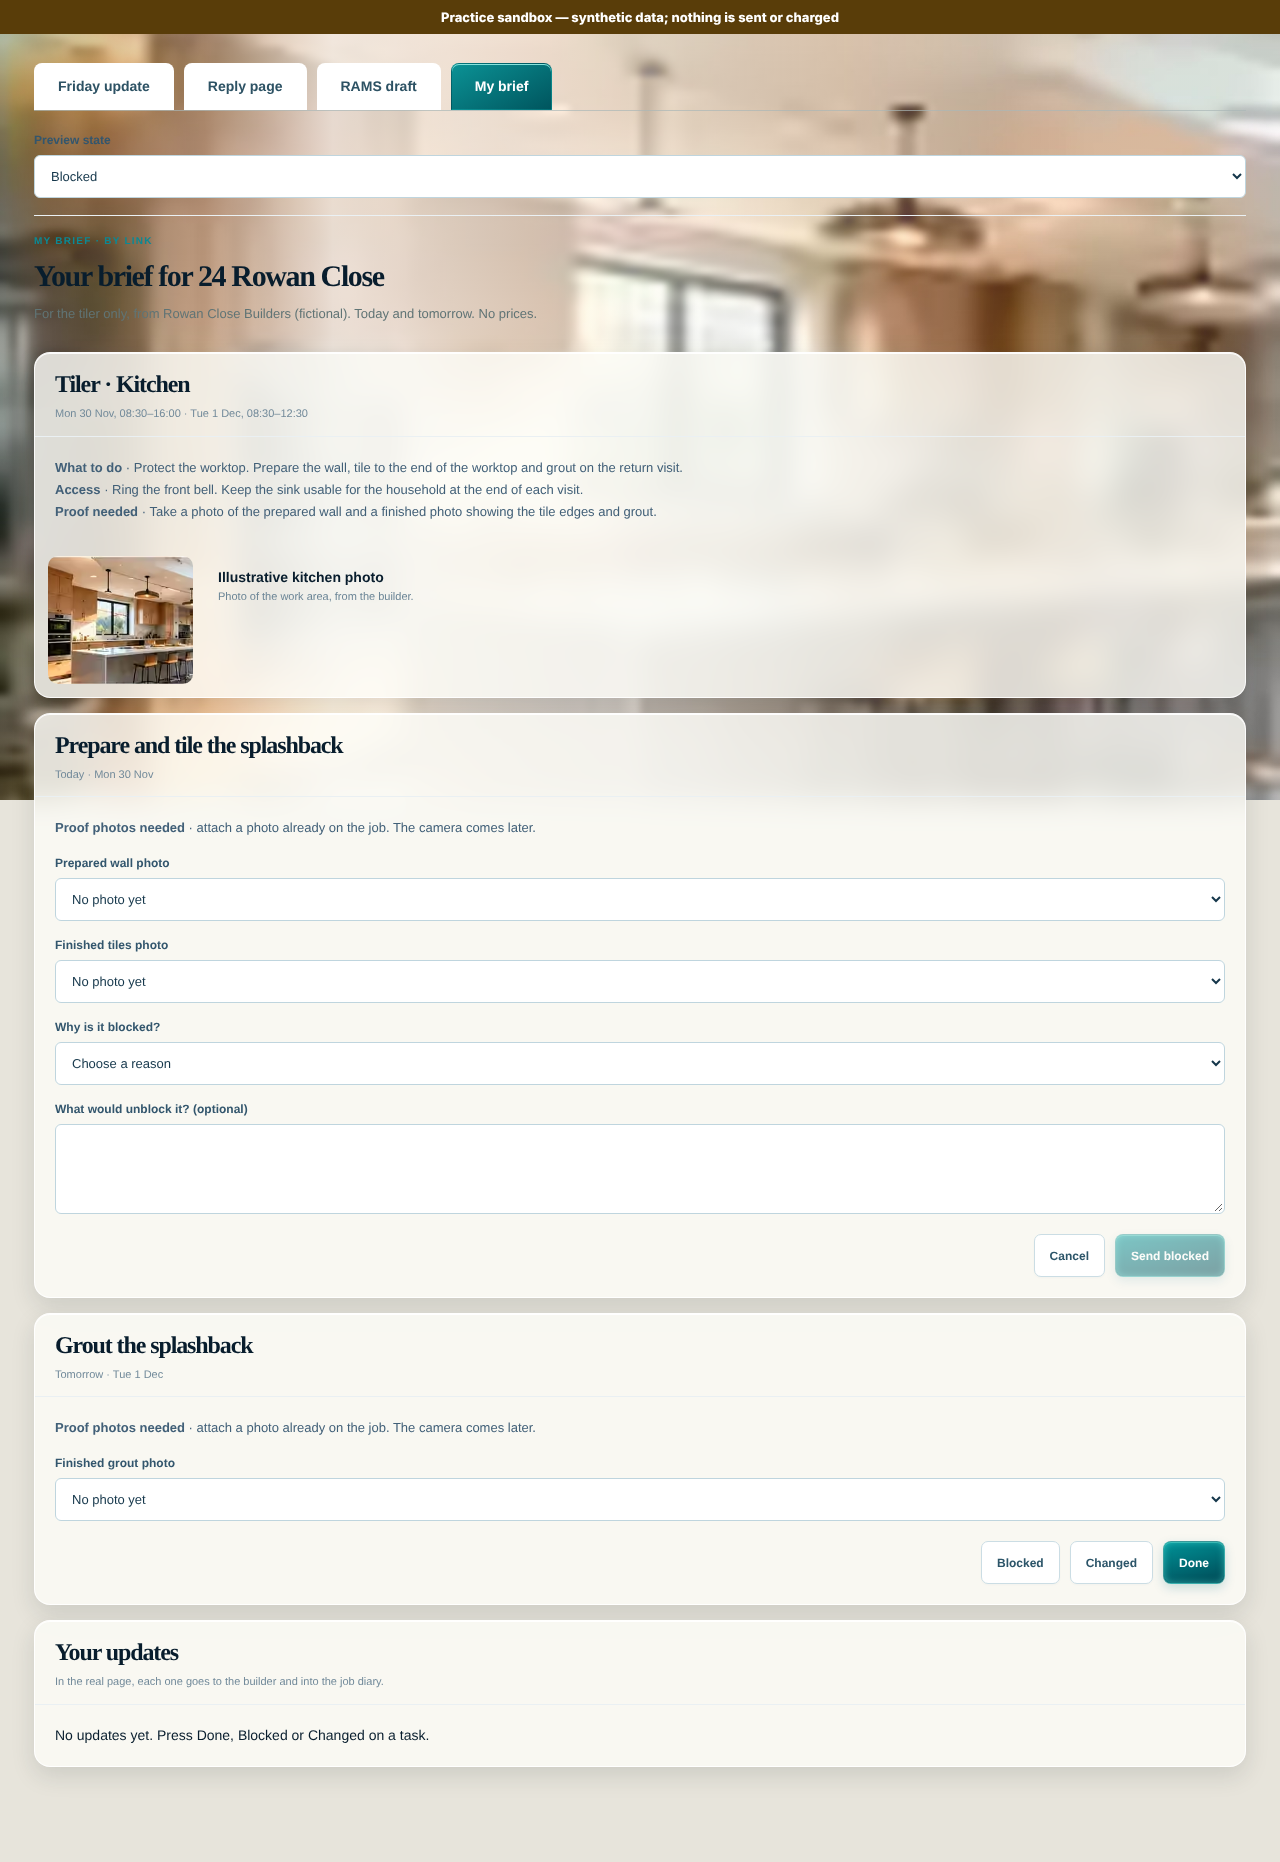 Practice sandbox — synthetic data; nothing is sent or charged
Friday update
Reply page
RAMS draft
My brief
Preview state
Blocked
MY BRIEF · BY LINK
Your brief for 24 Rowan Close
For the tiler only, from Rowan Close Builders (fictional). Today and tomorrow. No prices.
Tiler · Kitchen
Mon 30 Nov, 08:30–16:00 · Tue 1 Dec, 08:30–12:30
What to do · Protect the worktop. Prepare the wall, tile to the end of the worktop and grout on the return visit.
Access · Ring the front bell. Keep the sink usable for the household at the end of each visit.
Proof needed · Take a photo of the prepared wall and a finished photo showing the tile edges and grout.
Illustrative kitchen photo
Photo of the work area, from the builder.
Prepare and tile the splashback
Today · Mon 30 Nov
Proof photos needed · attach a photo already on the job. The camera comes later.
Prepared wall photo
No photo yet
Finished tiles photo
No photo yet
Why is it blocked?
Choose a reason
What would unblock it? (optional)
Cancel
Send blocked
Grout the splashback
Tomorrow · Tue 1 Dec
Proof photos needed · attach a photo already on the job. The camera comes later.
Finished grout photo
No photo yet
Blocked
Changed
Done
Your updates
In the real page, each one goes to the builder and into the job diary.
No updates yet. Press Done, Blocked or Changed on a task.